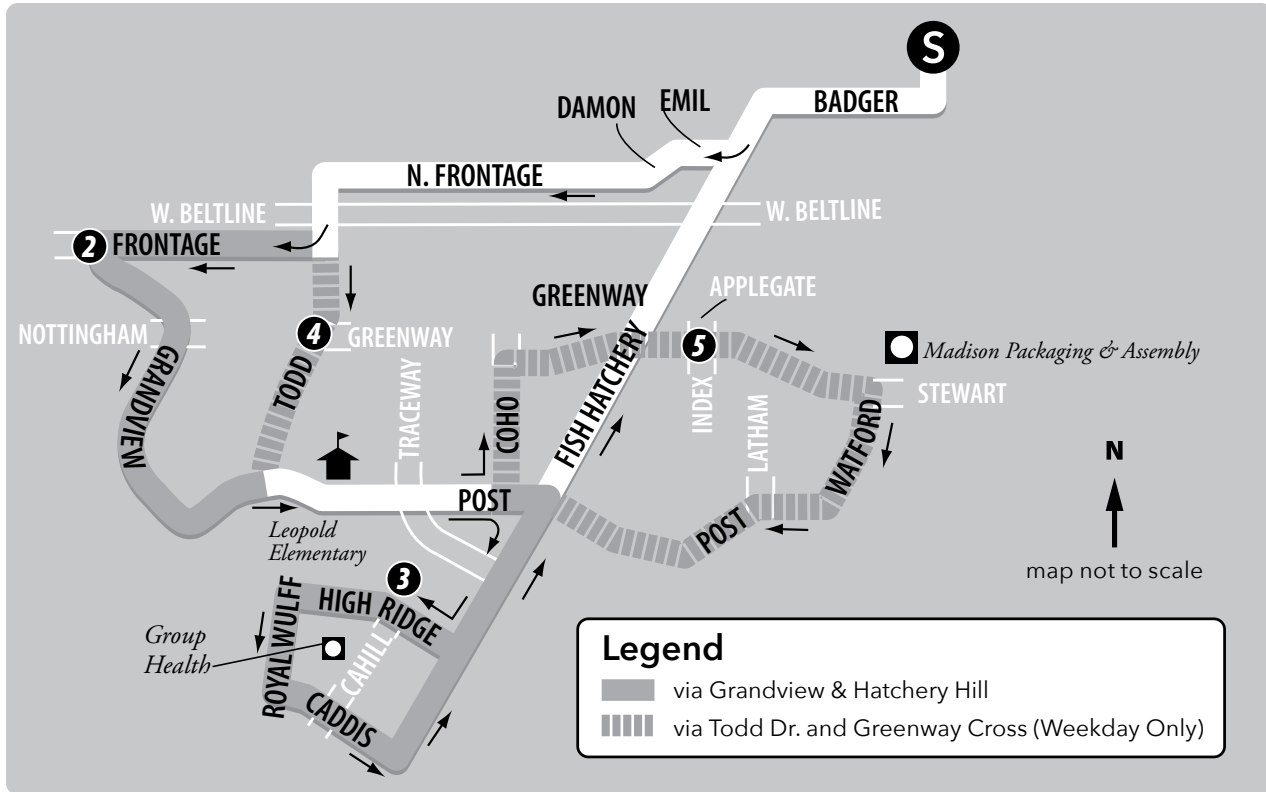 S
BADGER
DAMON
EMIL
N. FRONTAGE
W. BELTLINE
W. BELTLINE
2
FRONTAGE
GREENWAY
APPLEGATE
NOTTINGHAM
4
GREENWAY
5
Madison Packaging & Assembly
STEWART
GRANDVIEW
TODD
TRACEWAY
COHO
FISH HATCHERY
INDEX
LATHAM
WATFORD
N
map not to scale
POST
POST
Leopold
Elementary
3
HIGH RIDGE
ROYAL WULFF
Group
Health
CAHILL
CADDIS
Legend
via Grandview & Hatchery Hill
via Todd Dr. and Greenway Cross (Weekday Only)